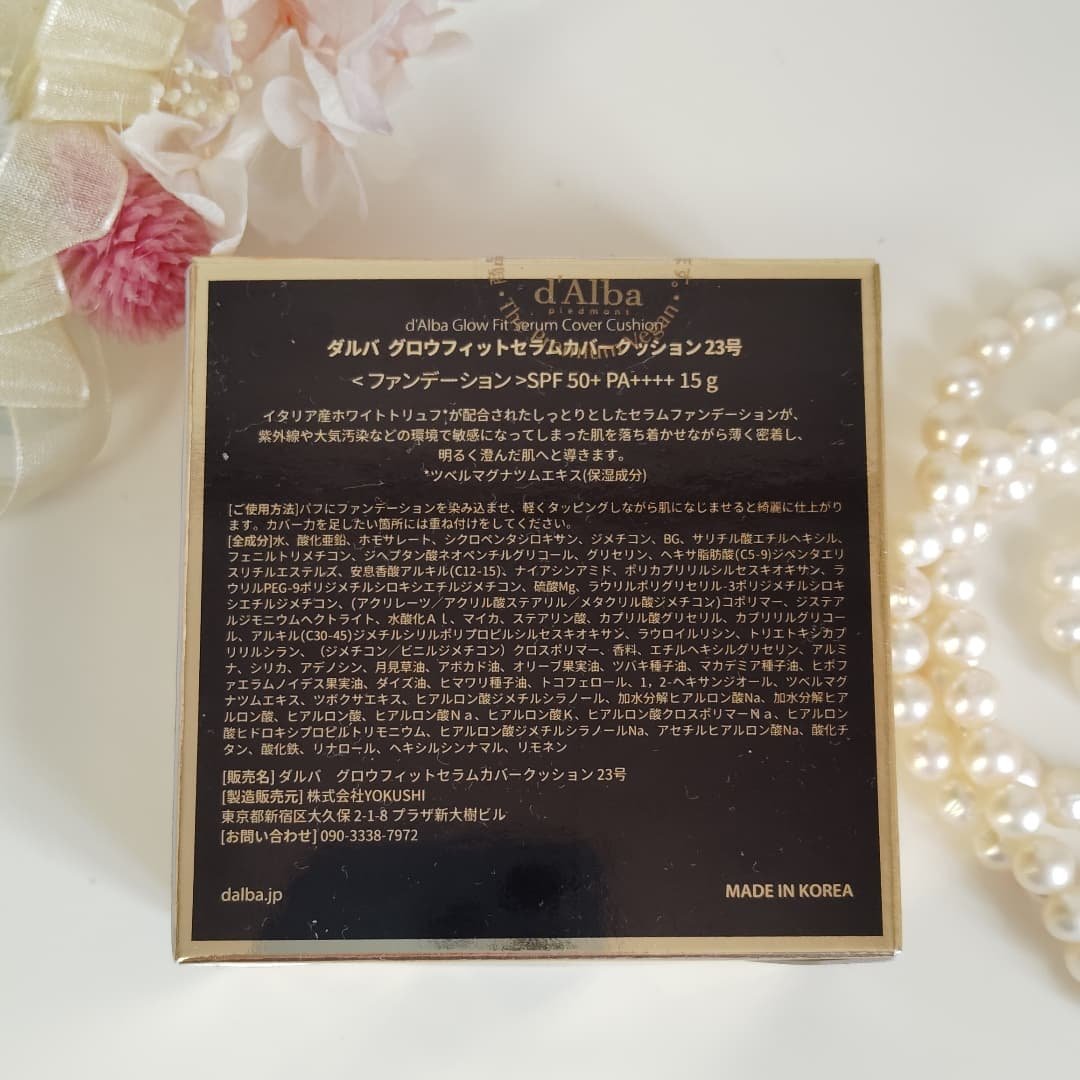 d'Alba
piedmont
d'Alba Glow Fit Serum Cover Cushion
ダルバ グロウフィットセラムカバークッション 23号
<ファンデーション>SPF 50+ PA++++ 15 g
イタリア産ホワイトトリュフ*が配合されたしっとりとしたセラムファンデーションが、
紫外線や大気汚染などの環境で敏感になってしまった肌を落ち着かせながら薄く密着し、
明るく澄んだ肌へと導きます。
*ツベルマグナツムエキス(保湿成分)
[ご使用方法]パフにファンデーションを染み込ませ、軽くタッピングしながら肌になじませると綺麗に仕上がり
ます。カバー力を足したい箇所には重ね付けをしてください。
[全成分]水、酸化亜鉛、ホモサレート、シクロペンタシロキサン、ジメチコン、BG、サリチル酸エチルヘキシル、
フェニルトリメチコン、ジヘプタン酸ネオペンチルグリコール、グリセリン、ヘキサ脂肪酸(C5-9)ジペンタエリ
スリチルエステルズ、安息香酸アルキル(C12-15)、ナイアシンアミド、ポリカプリリルシルセスキオキサン、ラ
ウリルPEG-9ポリジメチルシロキシエチルジメチコン、硫酸Mg、ラウリルポリグリセリル-3ポリジメチルシロキ
シエチルジメチコン、(アクリレーツ／アクリル酸ステアリル／メタクリル酸ジメチコン)コポリマー、ジステア
ルジモニウムヘクトライト、水酸化Ａｌ、マイカ、ステアリン酸、カプリル酸グリセリル、カプリリルグリコー
ル、アルキル(C30-45)ジメチルシリルポリプロピルシルセスキオキサン、ラウロイルリシン、トリエトキシカプ
リリルシラン、（ジメチコン／ビニルジメチコン）クロスポリマー、香料、エチルヘキシルグリセリン、アルミ
ナ、シリカ、アデノシン、月見草油、アボカド油、オリーブ果実油、ツバキ種子油、マカデミア種子油、ヒポフ
ァエラムノイデス果実油、ダイズ油、ヒマワリ種子油、トコフェロール、1，2-ヘキサンジオール、ツベルマグ
ナツムエキス、ツボクサエキス、ヒアルロン酸ジメチルシラノール、加水分解ヒアルロン酸Na、加水分解ヒア
ルロン酸、ヒアルロン酸、ヒアルロン酸Ｎａ、ヒアルロン酸K、ヒアルロン酸クロスポリマーＮａ、ヒアルロン
酸ヒドロキシプロピルトリモニウム、ヒアルロン酸ジメチルシラノールNa、アセチルヒアルロン酸Na、酸化チ
タン、酸化鉄、リナロール、ヘキシルシンナマル、リモネン
[販売名] ダルバ　グロウフィットセラムカバークッション 23号
[製造販売元] 株式会社YOKUSHI
東京都新宿区大久保 2-1-8 プラザ新大樹ビル
[お問い合わせ] 090-3338-7972
dalba.jp
MADE IN KOREA